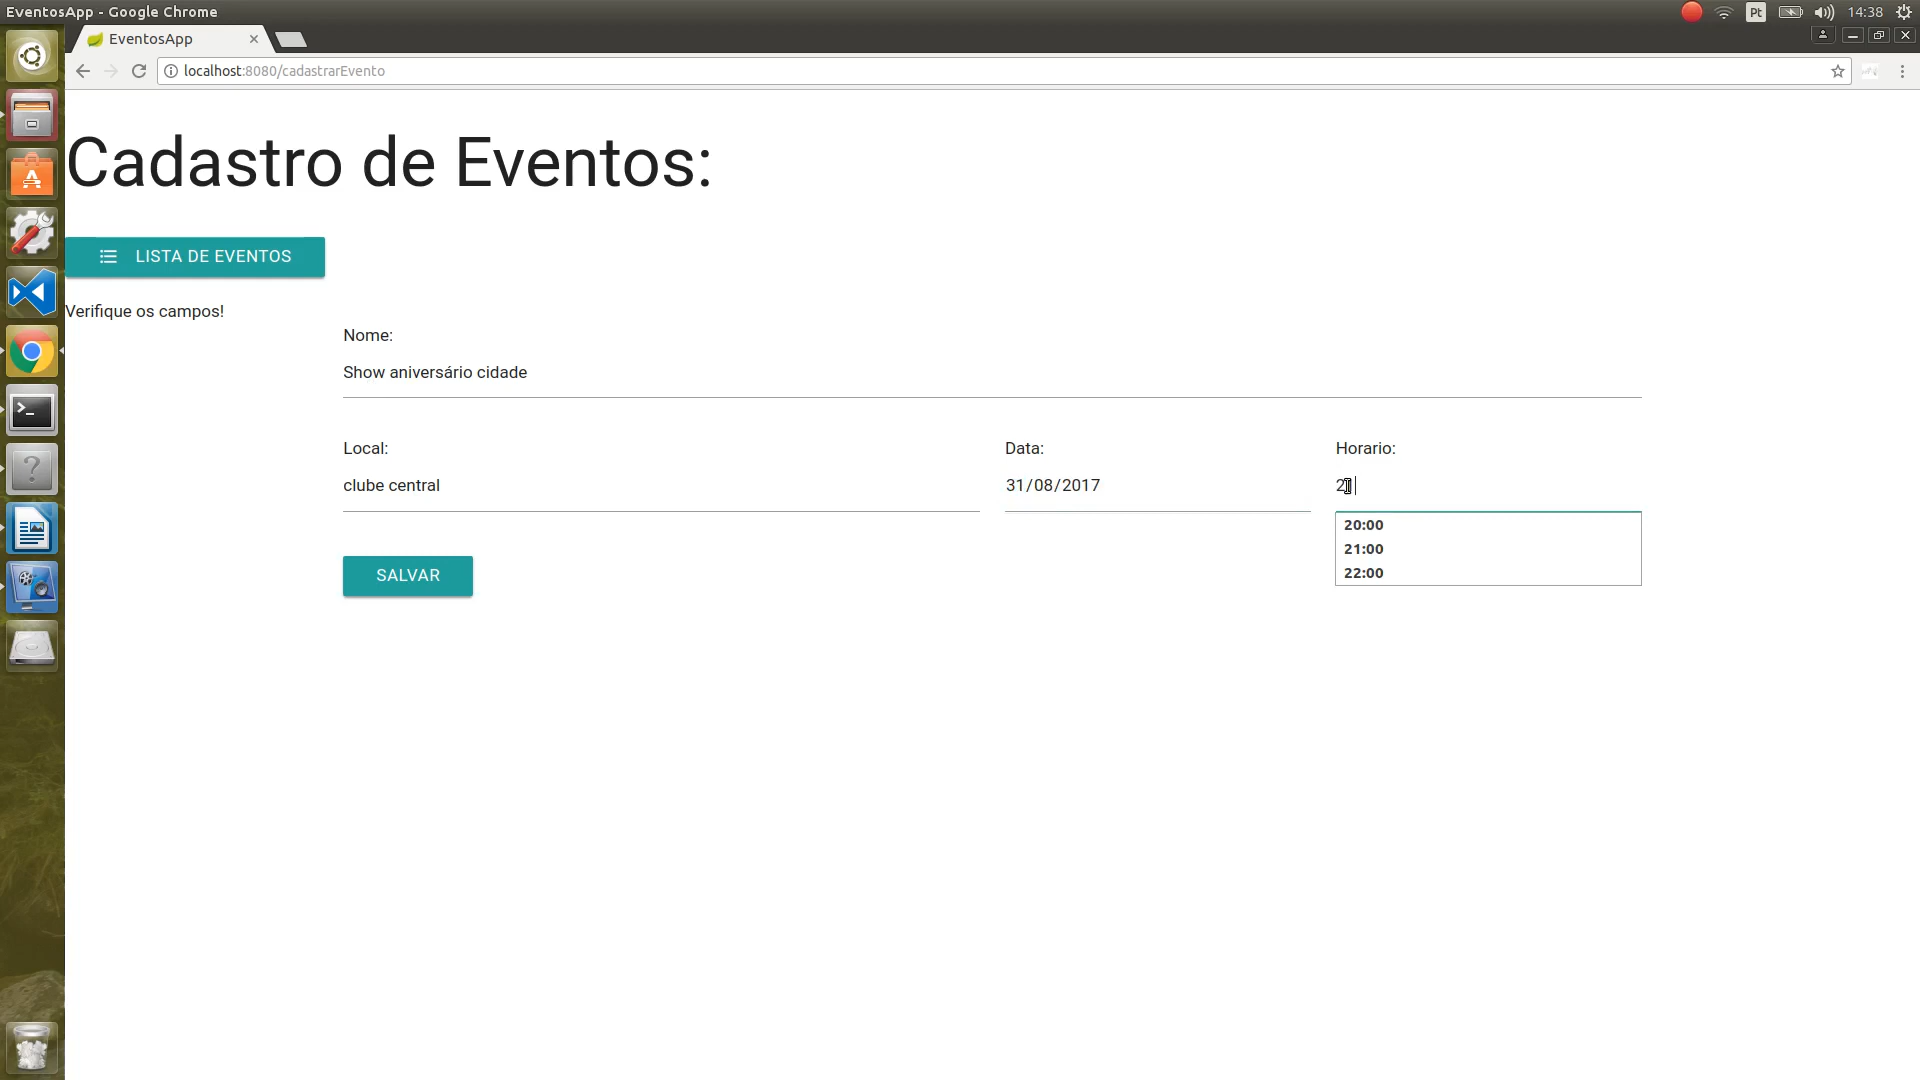 EventosApp - Google Chrome
Pt
14:38
EventosApp
localhost:8080/cadastrarEvento
Cadastro de Eventos:
LISTA DE EVENTOS
Verifique os campos!
Nome:
Show aniversário cidade
Local:
Data:
Horario:
clube central
31/08/2017
20:00
21:00
22:00
SALVAR